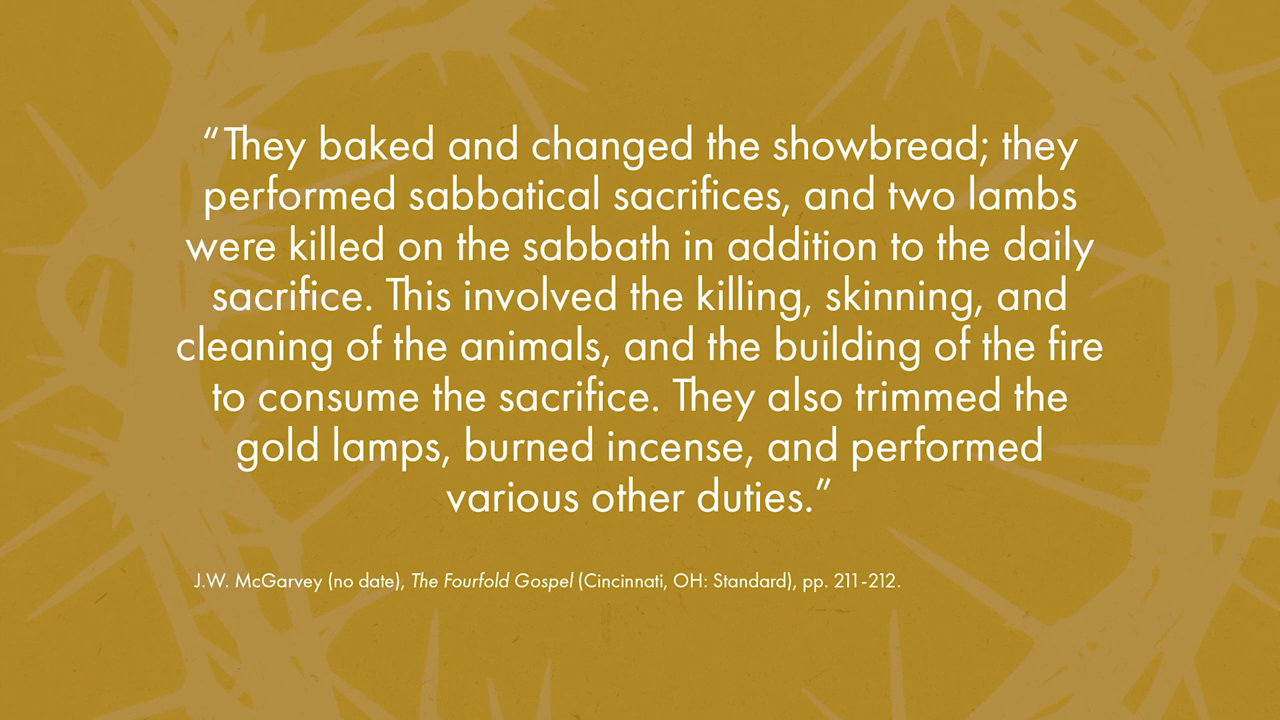 “They baked and changed the showbread; they
performed sabbatical sacrifices, and two lambs
were killed on the sabbath in addition to the daily
sacrifice. This involved the killing, skinning, and
cleaning of the animals, and the building of the fire
to consume the sacrifice. They also trimmed the
gold lamps, burned incense, and performed
various other duties.”
J.W. McGarvey (no date), The Fourfold Gospel (Cincinnati, OH: Standard), pp. 211-212.